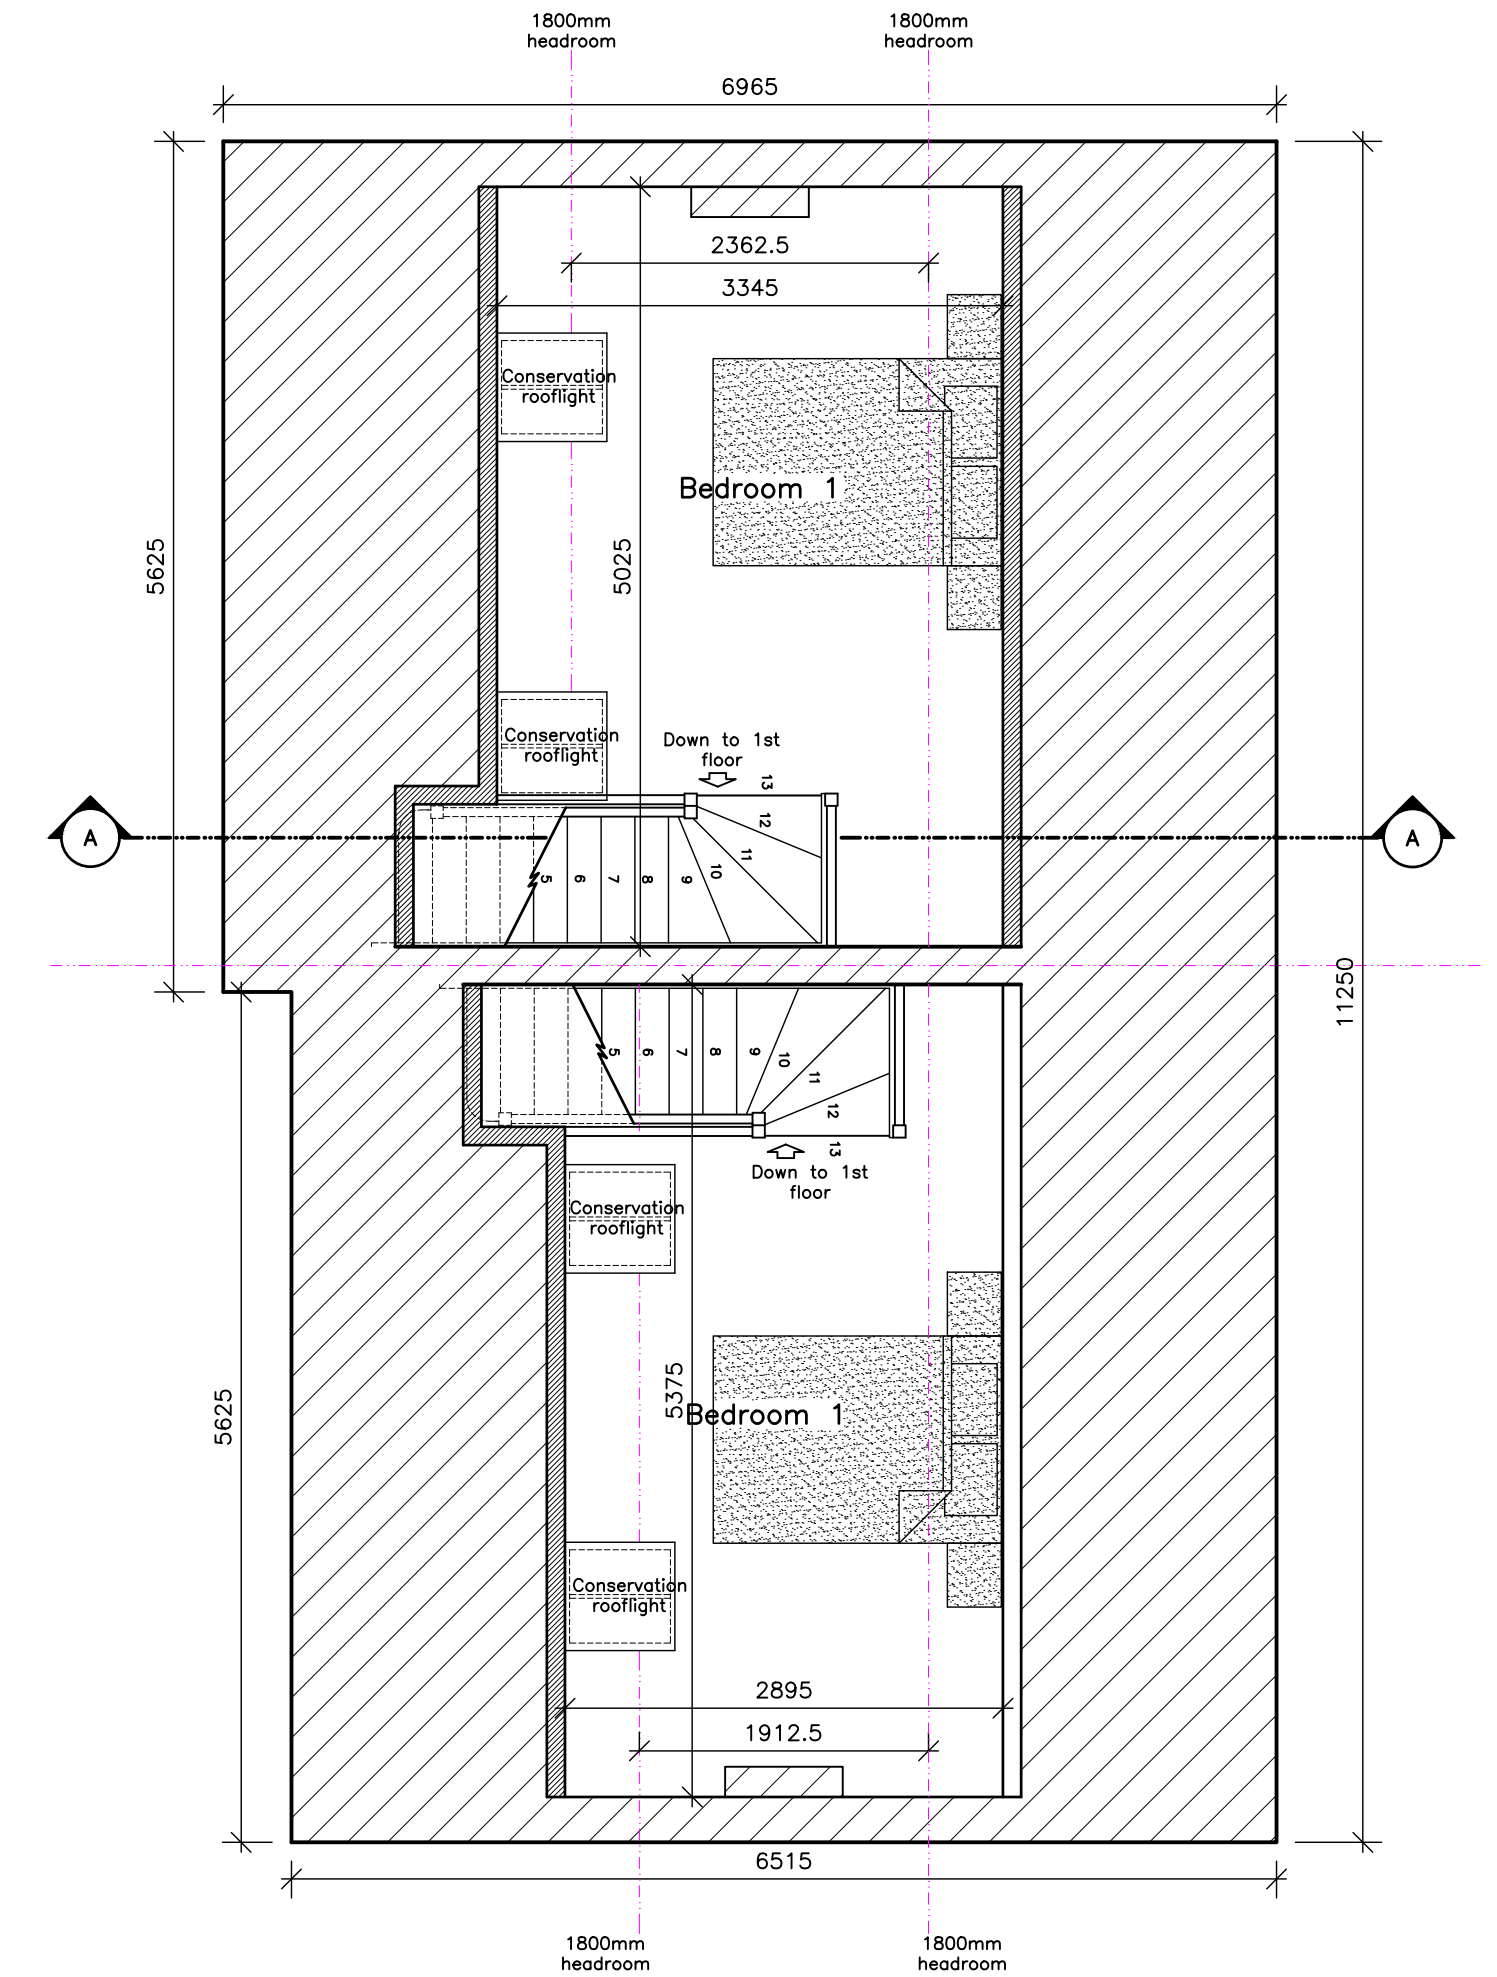 1800mm
headroom
1800mm
headroom
6965
2362.5
3345
Conservation
rooflight
Bedroom 1
5625
5025
Conservation
rooflight
Down to 1st
floor
13
12
11
10
9
8
7
6
5
A
A
11250
5
6
7
8
9
10
11
12
13
Down to 1st
floor
Conservation
rooflight
5625
5375
Bedroom 1
Conservation
rooflight
2895
1912.5
6515
1800mm
headroom
1800mm
headroom